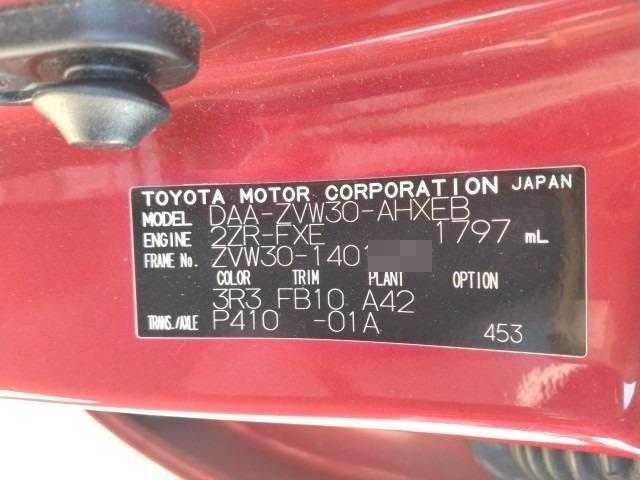 TOYOTA MOTOR CORPORATION JAPAN
MODEL DAA-ZVW30-AHXEB
ENGINE 2ZR-FXE 1797 mL
FRAME No. ZVW30-1401
COLOR TRIM PLANT OPTION
3R3 FB10 A42
TRANS./AXLE P410 -01A 453